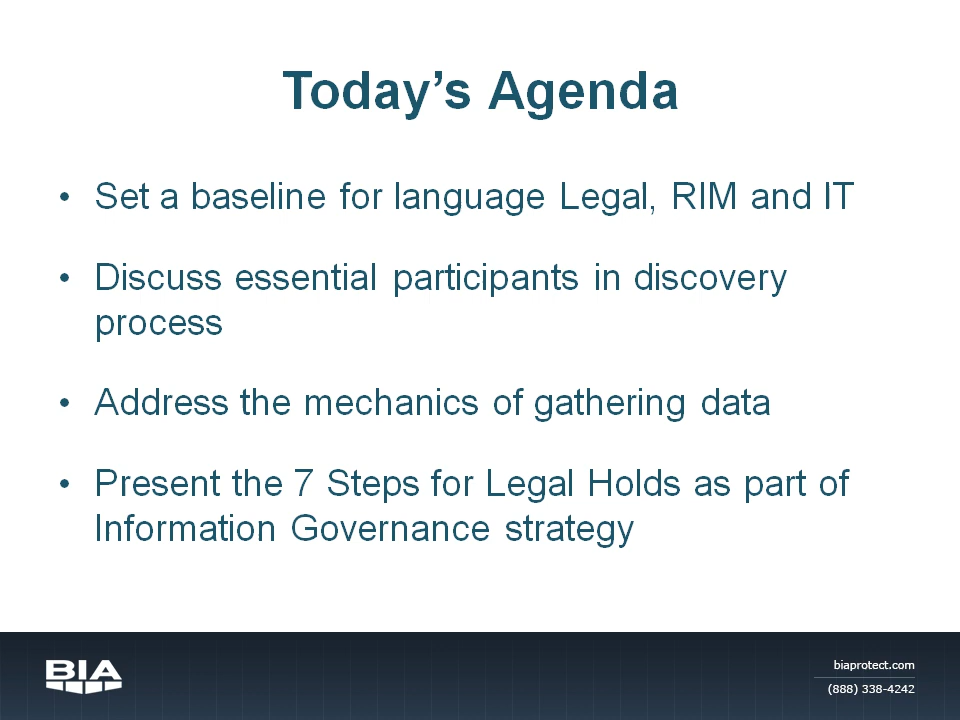 Today’s Agenda
• Set a baseline for language Legal, RIM and IT
• Discuss essential participants in discovery
process
• Address the mechanics of gathering data
• Present the 7 Steps for Legal Holds as part of
Information Governance strategy
BIA
biaprotect.com
(888) 338-4242